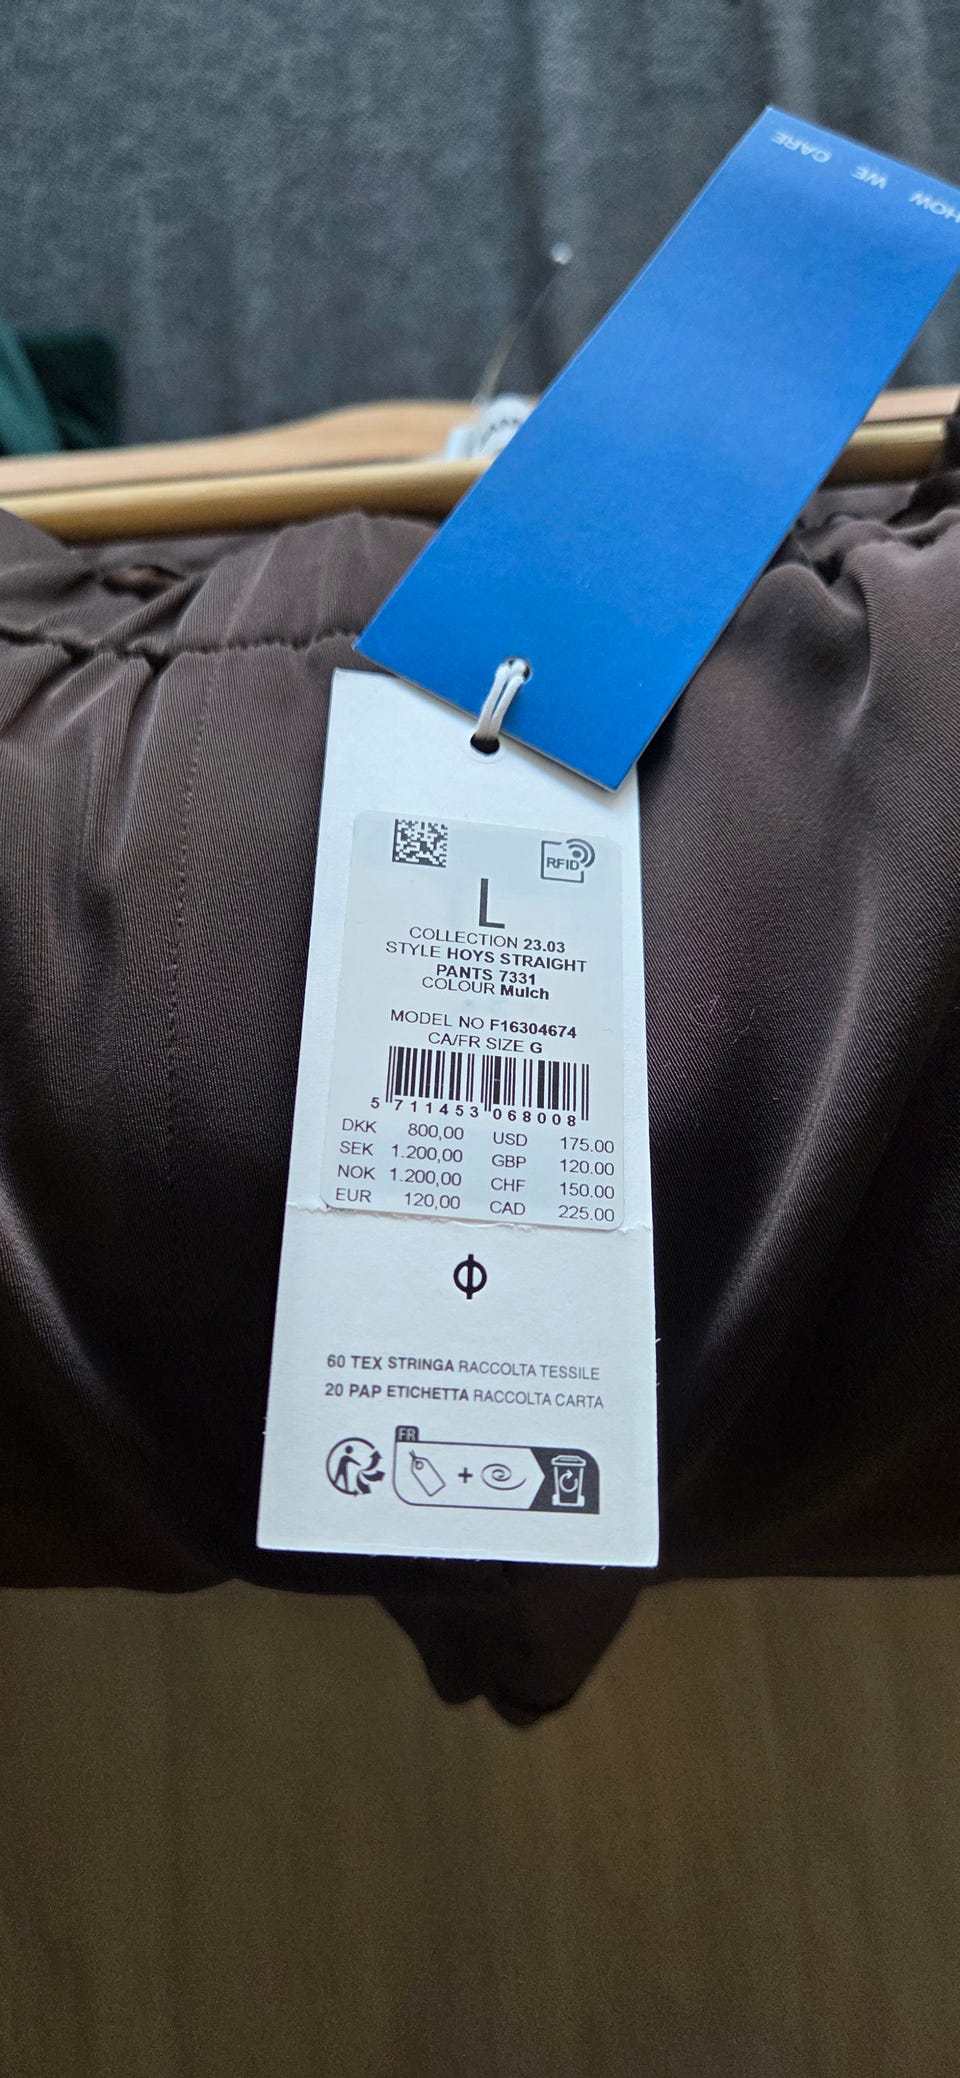 HOW WE CARE
RFID
L
COLLECTION 23.03
STYLE HOYS STRAIGHT
PANTS 7331
COLOUR Mulch
MODEL NO F16304674
CA/FR SIZE G
5 711453 068008
DKK 800,00 USD 175.00
SEK 1.200,00 GBP 120.00
NOK 1.200,00 CHF 150.00
EUR 120,00 CAD 225.00
60 TEX STRINGA RACCOLTA TESSILE
20 PAP ETICHETTA RACCOLTA CARTA
FR